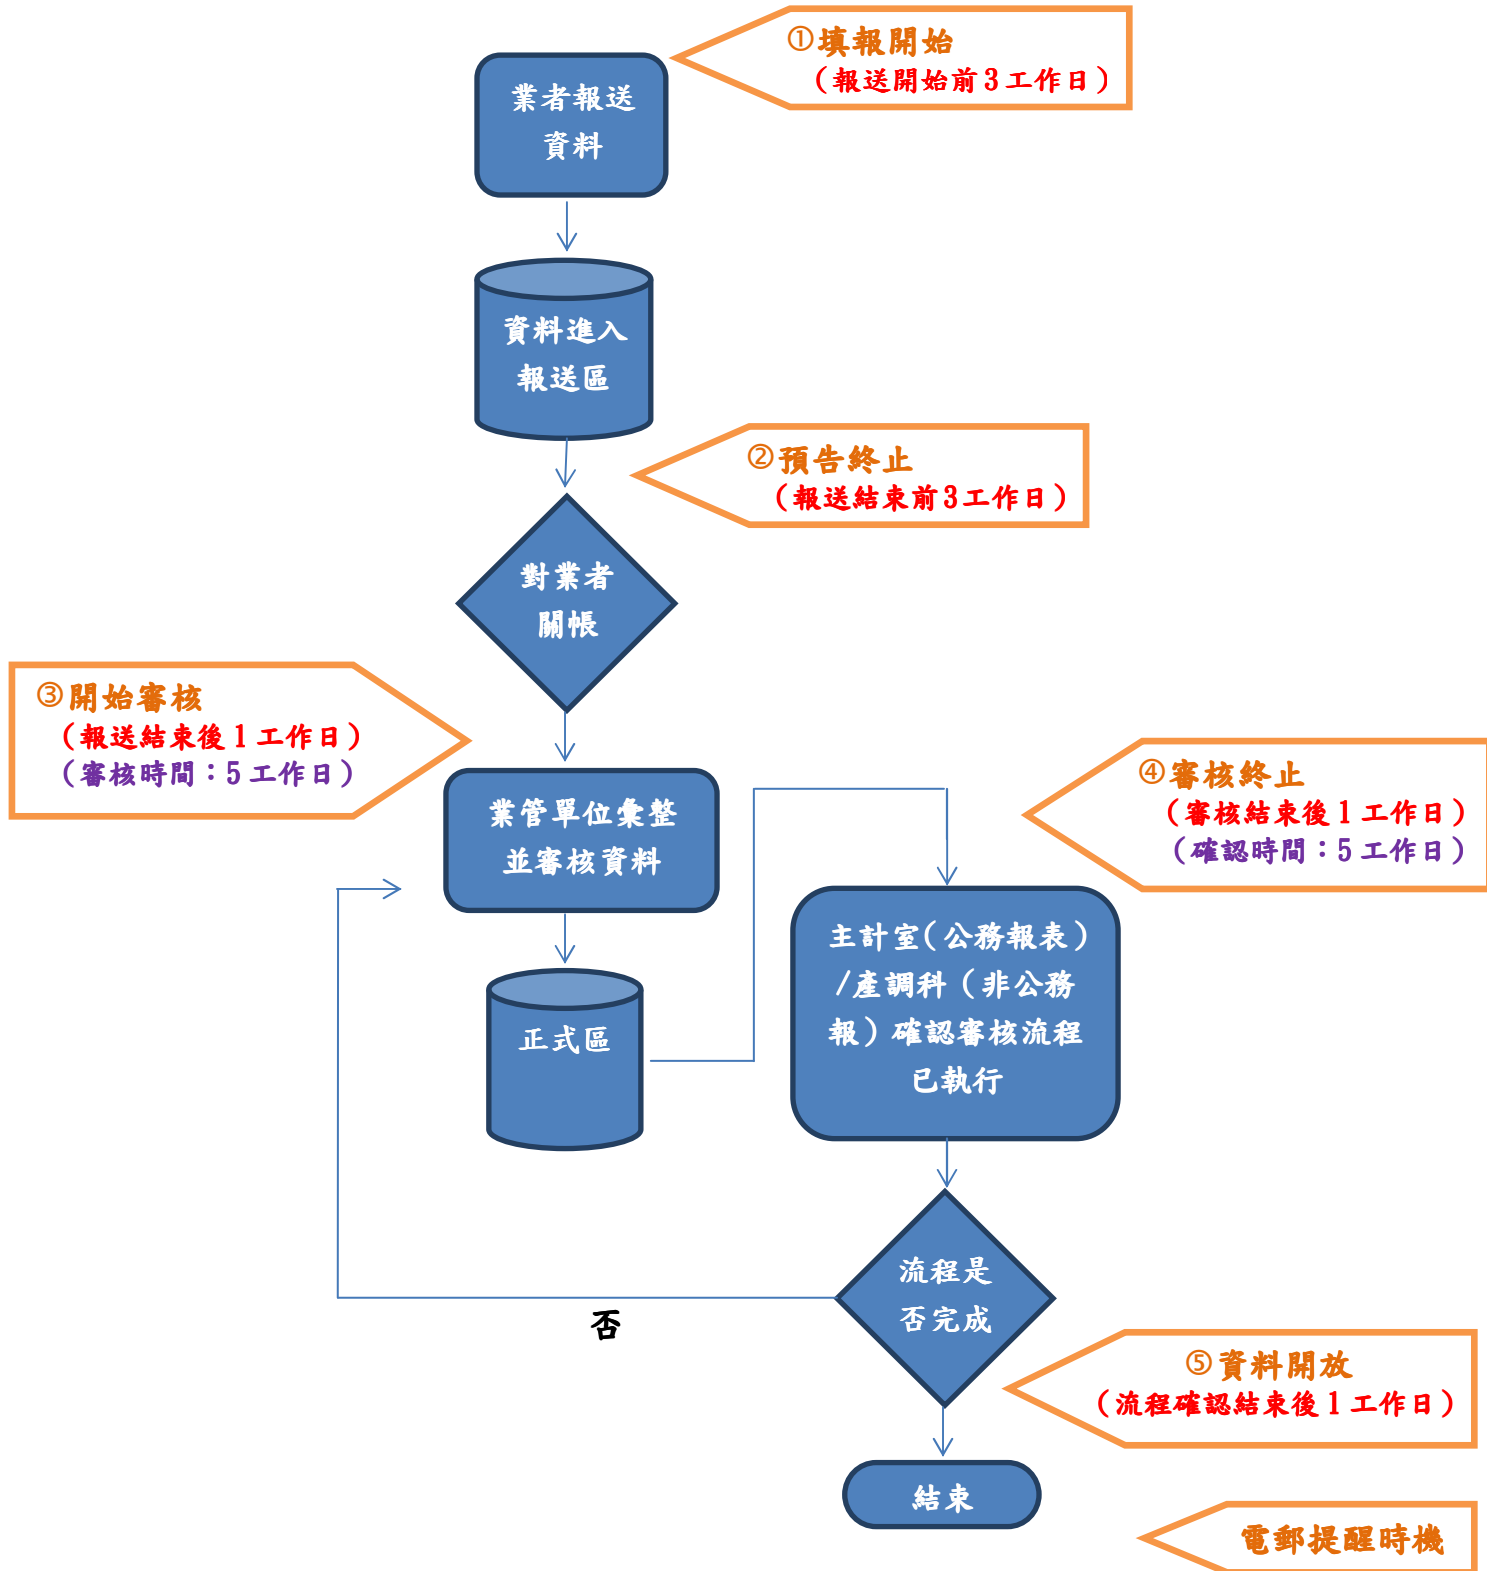 ①填報開始
（報送開始前3工作日）
業者報送
資料
資料進入
報送區
②預告終止
（報送結束前3工作日）
對業者
關帳
③開始審核
（報送結束後1工作日）
（審核時間：5工作日）
業管單位彙整
並審核資料
④審核終止
（審核結束後1工作日）
（確認時間：5工作日）
正式區
主計室（公務報表）
/產調科（非公務
報）確認審核流程
已執行
流程是
否完成
否
⑤資料開放
（流程確認結束後1工作日）
結束
電郵提醒時機